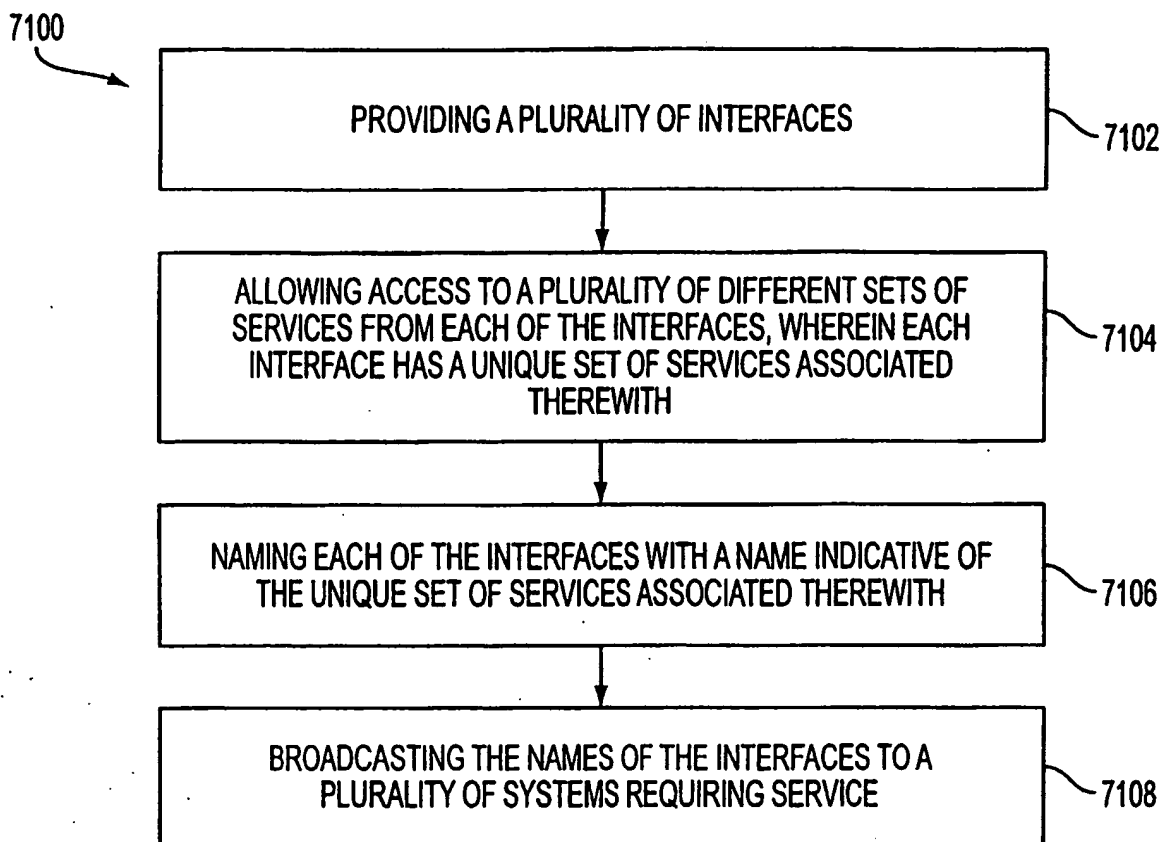 7100
PROVIDING A PLURALITY OF INTERFACES
7102
ALLOWING ACCESS TO A PLURALITY OF DIFFERENT SETS OF
SERVICES FROM EACH OF THE INTERFACES, WHEREIN EACH
INTERFACE HAS A UNIQUE SET OF SERVICES ASSOCIATED
THEREWITH
7104
NAMING EACH OF THE INTERFACES WITH A NAME INDICATIVE OF
THE UNIQUE SET OF SERVICES ASSOCIATED THEREWITH
7106
BROADCASTING THE NAMES OF THE INTERFACES TO A
PLURALITY OF SYSTEMS REQUIRING SERVICE
7108